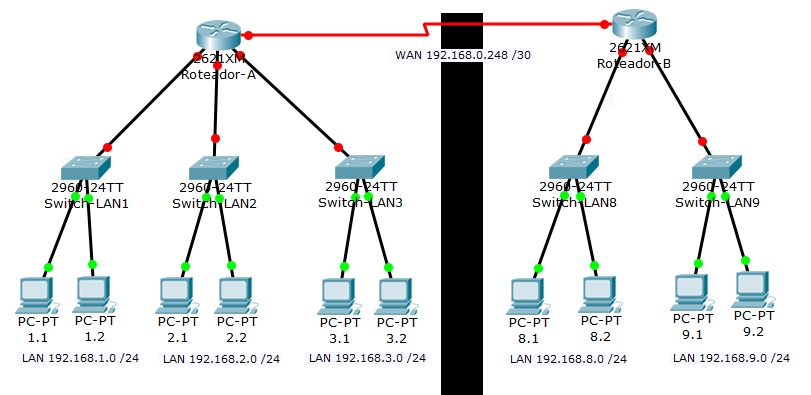 2621XM
Roteador-A
WAN 192.168.0.248 /30
2621XM
Roteador-B
2960-24TT
Switch-LAN1
2960-24TT
Switch-LAN2
2960-24TT
Switch-LAN3
2960-24TT
Switch-LAN8
2960-24TT
Switch-LAN9
PC-PT
1.1
PC-PT
1.2
PC-PT
2.1
PC-PT
2.2
PC-PT
3.1
PC-PT
3.2
PC-PT
8.1
PC-PT
8.2
PC-PT
9.1
PC-PT
9.2
LAN 192.168.1.0 /24
LAN 192.168.2.0 /24
LAN 192.168.3.0 /24
LAN 192.168.8.0 /24
LAN 192.168.9.0 /24